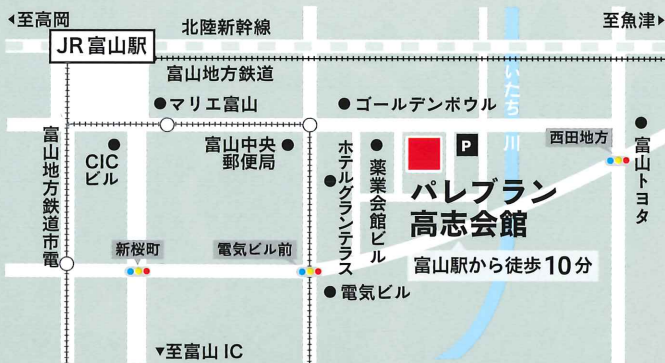 ◀至高岡
北陸新幹線
至魚津▶
JR富山駅
富山地方鉄道
いたち川
●マリエ富山
●ゴールデンボウル
CIC
ビル
富山中央
郵便局
P
西田地方
富山トヨタ
富山地方鉄道市電
ホテルグランテラス
薬業会館ビル
パレブラン
高志会館
新桜町
電気ビル前
富山駅から徒歩10分
●電気ビル
▼至富山IC